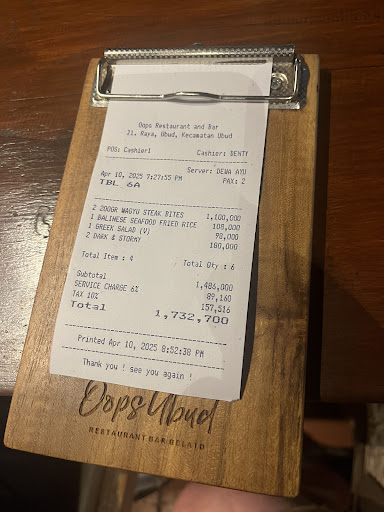 Oops Restaurant and Bar
Jl. Raya, Ubud, Kecamatan Ubud
POS: Cashier1 Cashier: DENTY
Server: DEWA AYU
Apr 10, 2025 7:27:55 PM PAX: 2
TBL 6A
2 200GR WAGYU STEAK BITES 1,100,000
1 BALINESE SEAFOOD FRIED RICE 108,000
1 GREEK SALAD (V) 98,000
2 DARK & STORMY 180,000
Total Item : 4 Total Qty : 6
Subtotal 1,486,000
SERVICE CHARGE 6% 89,160
TAX 10% 157,516
Total 1,732,700
Printed Apr 10, 2025 8:52:38 PM
Thank you ! see you again !
Oops Ubud
RESTAURANT BAR GELATO